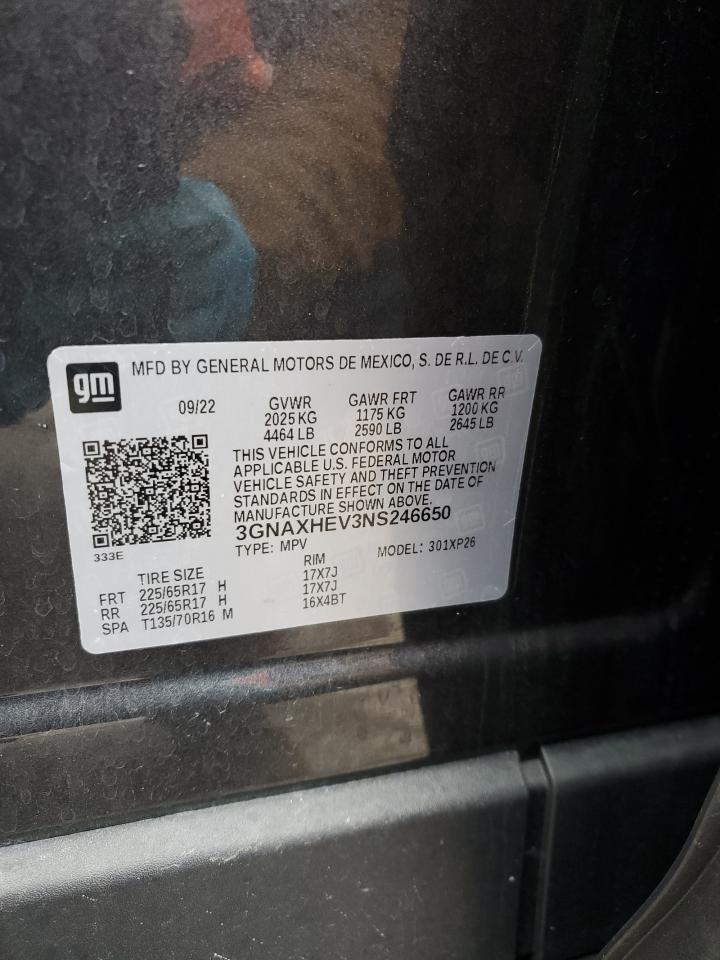 gm
MFD BY GENERAL MOTORS DE MEXICO, S. DE R.L. DE C.V.
09/22
GVWR GAWR FRT GAWR RR
2025 KG 1175 KG 1200 KG
4464 LB 2590 LB 2645 LB
THIS VEHICLE CONFORMS TO ALL
APPLICABLE U.S. FEDERAL MOTOR
VEHICLE SAFETY AND THEFT PREVENTION
STANDARDS IN EFFECT ON THE DATE OF
MANUFACTURE SHOWN ABOVE.
3GNAXHEV3NS246650
333E
TYPE: MPV MODEL: 301XP26
TIRE SIZE RIM
FRT 225/65R17 H 17X7J
RR 225/65R17 H 17X7J
SPA T135/70R16 M 16X4BT